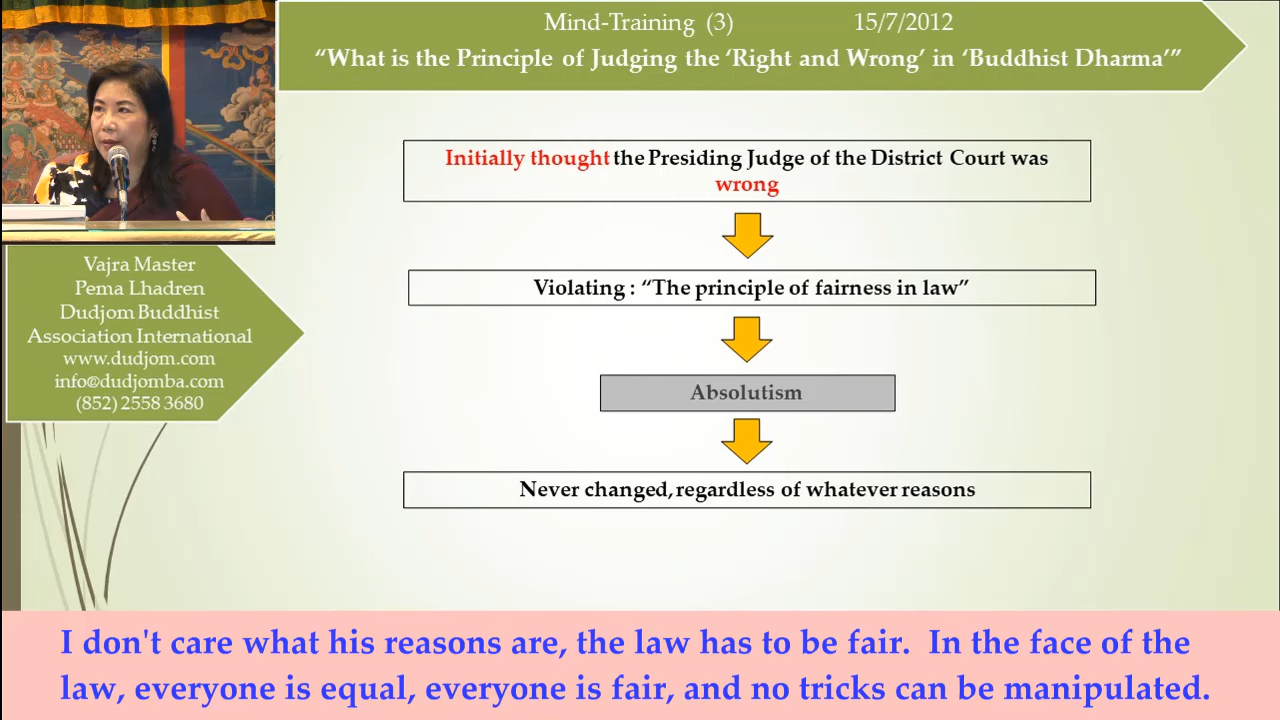 Mind-Training (3) 15/7/2012
“What is the Principle of Judging the ‘Right and Wrong’ in ‘Buddhist Dharma’”
Initially thought the Presiding Judge of the District Court was
wrong
Violating : “The principle of fairness in law”
Absolutism
Never changed, regardless of whatever reasons
Vajra Master
Pema Lhadren
Dudjom Buddhist
Association International
www.dudjom.com
info@dudjomba.com
(852) 2558 3680
I don't care what his reasons are, the law has to be fair. In the face of the
law, everyone is equal, everyone is fair, and no tricks can be manipulated.